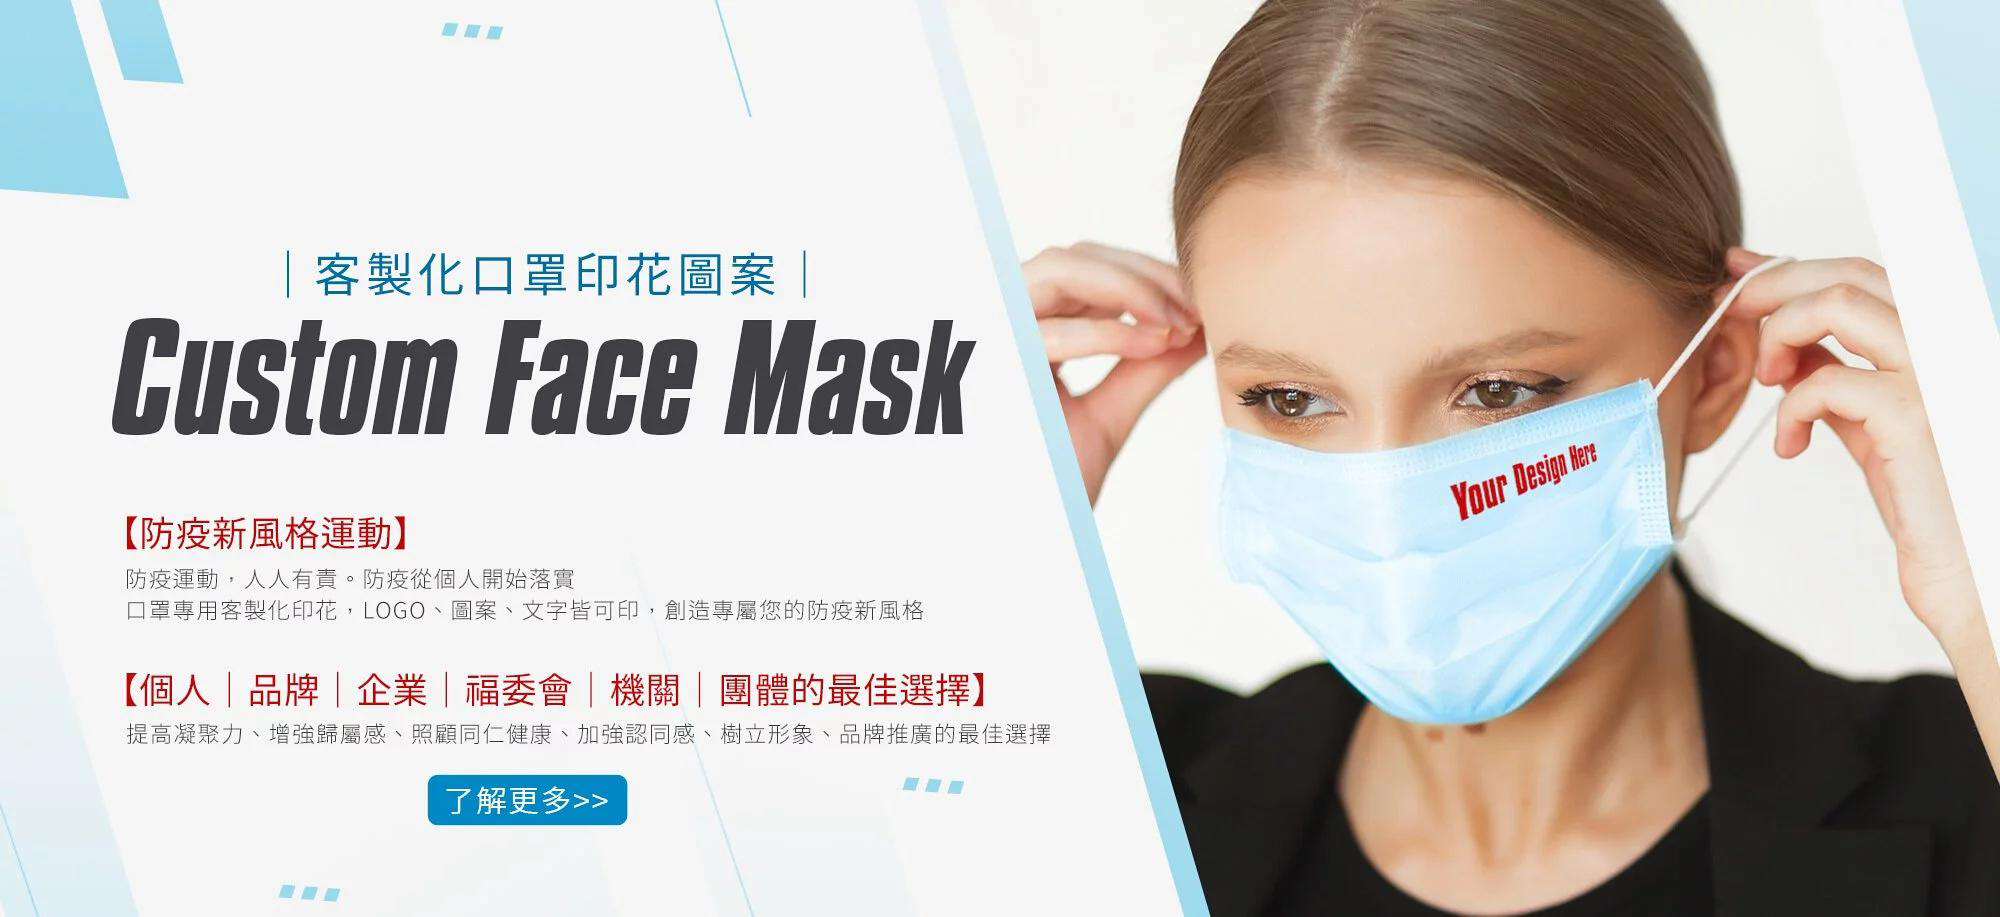 ｜客製化口罩印花圖案｜
Custom Face Mask
【防疫新風格運動】
防疫運動，人人有責。防疫從個人開始落實
口罩專用客製化印花，LOGO、圖案、文字皆可印，創造專屬您的防疫新風格
【個人｜品牌｜企業｜福委會｜機關｜團體的最佳選擇】
提高凝聚力、增強歸屬感、照顧同仁健康、加強認同感、樹立形象、品牌推廣的最佳選擇
了解更多>>
Your Design Here